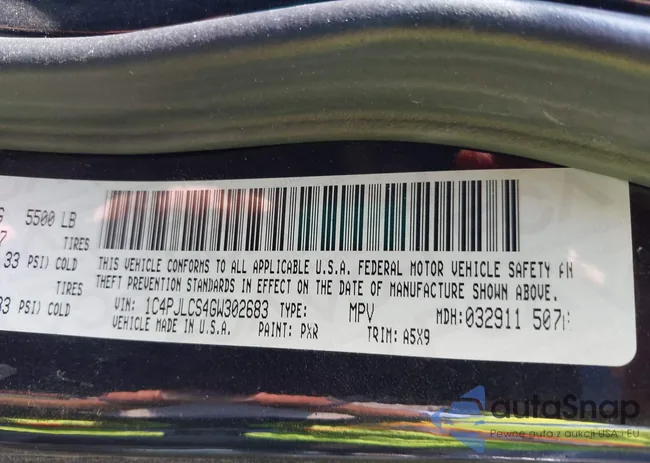 G 5500 LB
7 TIRES
33 PSI) COLD
TIRES
33 PSI) COLD
THIS VEHICLE CONFORMS TO ALL APPLICABLE U.S.A. FEDERAL MOTOR VEHICLE SAFETY AN
THEFT PREVENTION STANDARDS IN EFFECT ON THE DATE OF MANUFACTURE SHOWN ABOVE.
VIN: 1C4PJLCS4GW302683 TYPE: MPV MDH: 032911 507
VEHICLE MADE IN U.S.A. PAINT: PXR TRIM: A5X9
autoSnap
Pewne auta z aukcji USA i EU